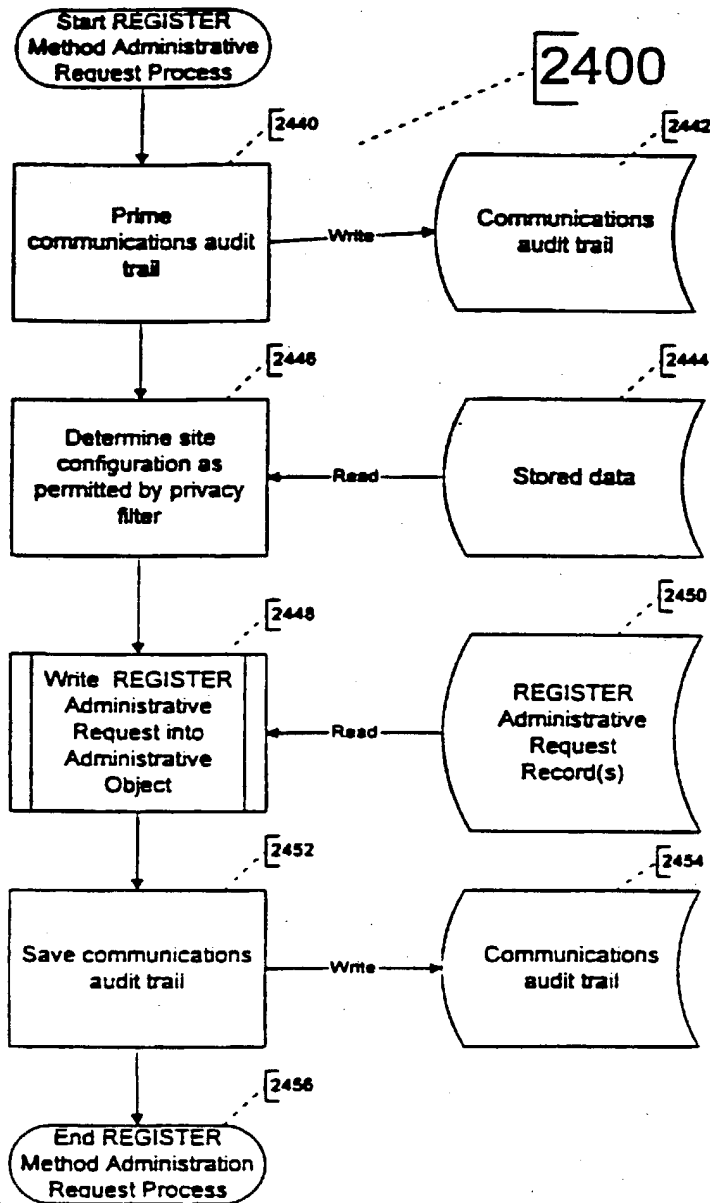 Start REGISTER
Method Administrative
Request Process
2400
2440
2442
Prime
communications audit
trail
Write
Communications
audit trail
2446
2444
Determine site
configuration as
permitted by privacy
filter
Read
Stored data
2448
2450
Write REGISTER
Administrative
Request into
Administrative
Object
Read
REGISTER
Administrative
Request
Record(s)
2452
2454
Save communications
audit trail
Write
Communications
audit trail
2456
End REGISTER
Method Administration
Request Process